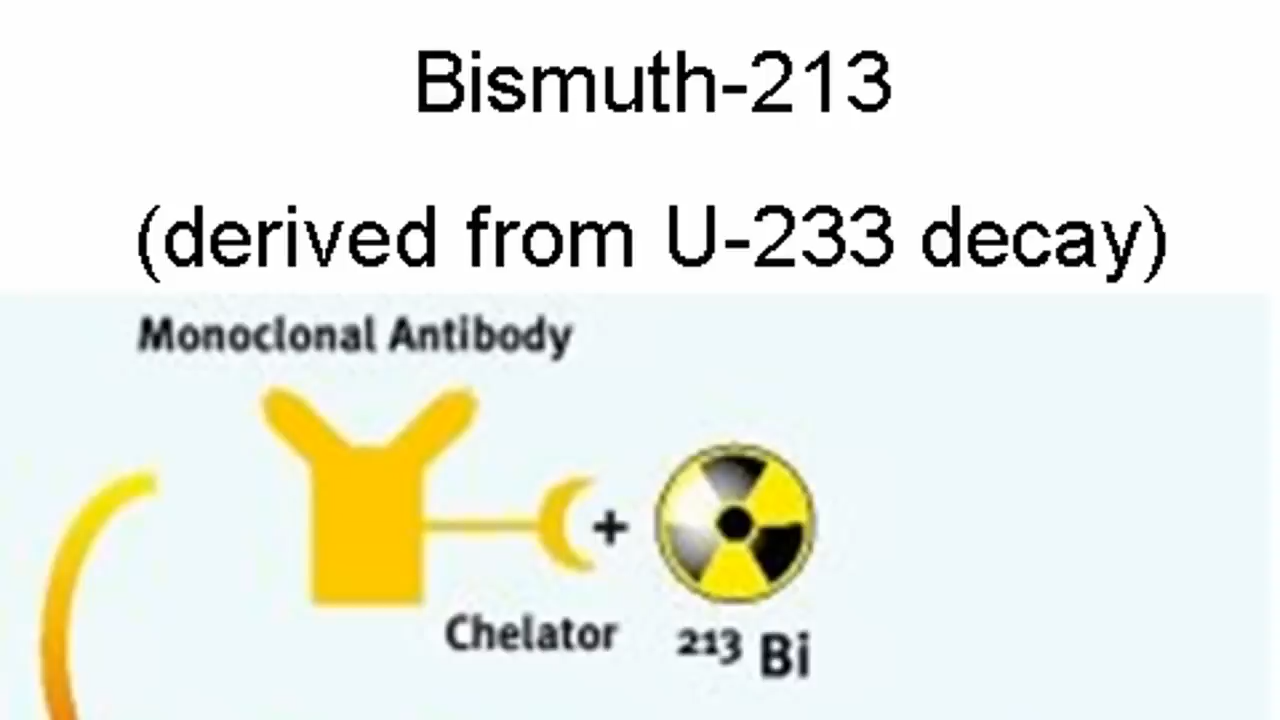 Bismuth-213
(derived from U-233 decay)
Monoclonal Antibody
+
Chelator
²¹³ Bi